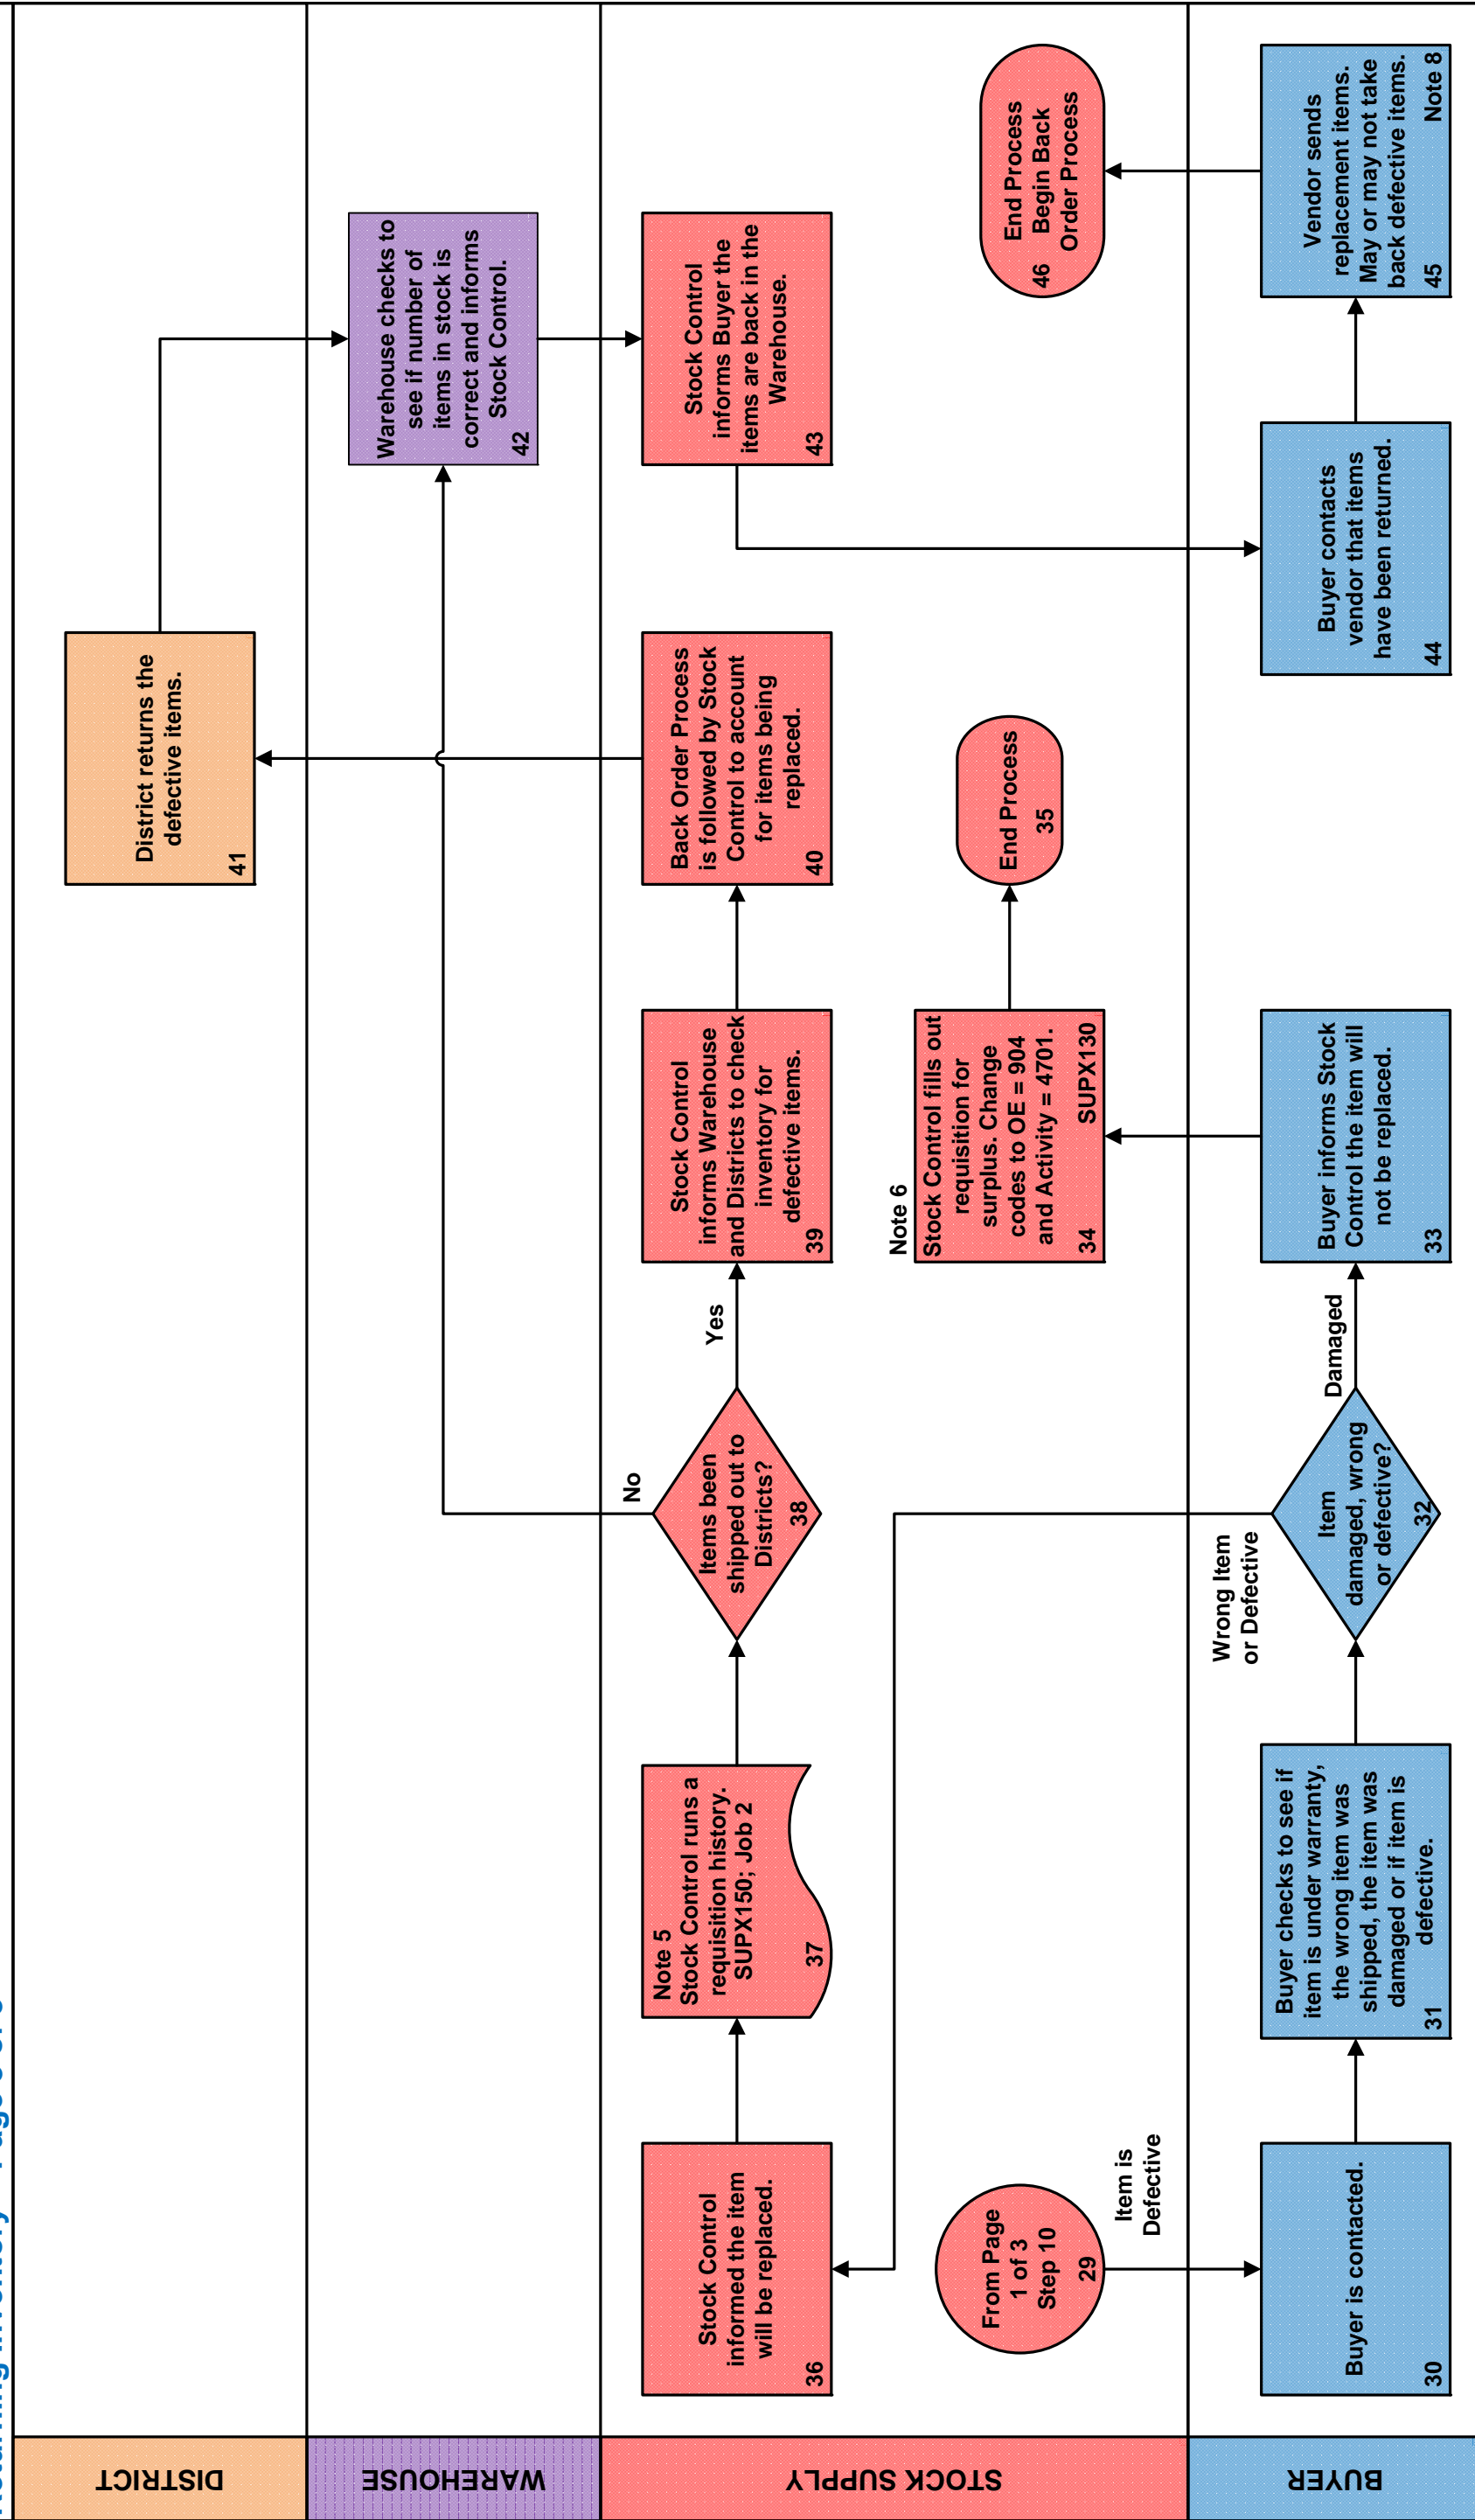 Returning Inventory - Page 3 of 3
DISTRICT
District returns the
defective items.
41
WAREHOUSE
Warehouse checks to
see if number of
items in stock is
correct and informs
Stock Control.
42
STOCK SUPPLY
Stock Control
informed the item
will be replaced.
36
Note 5
Stock Control runs a
requisition history.
SUPX150; Job 2
37
Items been
shipped out to
Districts?
38
No
Yes
Stock Control
informs Warehouse
and Districts to check
inventory for
defective items.
39
Back Order Process
is followed by Stock
Control to account
for items being
replaced.
40
Stock Control
informs Buyer the
items are back in the
Warehouse.
43
From Page
1 of 3
Step 10
29
Item is
Defective
Note 6
Stock Control fills out
requisition for
surplus. Change
codes to OE = 904
and Activity = 4701.
34 SUPX130
End Process
35
End Process
Begin Back
Order Process
46
BUYER
Buyer is contacted.
30
Buyer checks to see if
item is under warranty,
the wrong item was
shipped, the item was
damaged or if item is
defective.
31
Wrong Item
or Defective
Item
damaged, wrong
or defective?
32
Damaged
Buyer informs Stock
Control the item will
not be replaced.
33
Buyer contacts
vendor that items
have been returned.
44
Vendor sends
replacement items.
May or may not take
back defective items.
45 Note 8